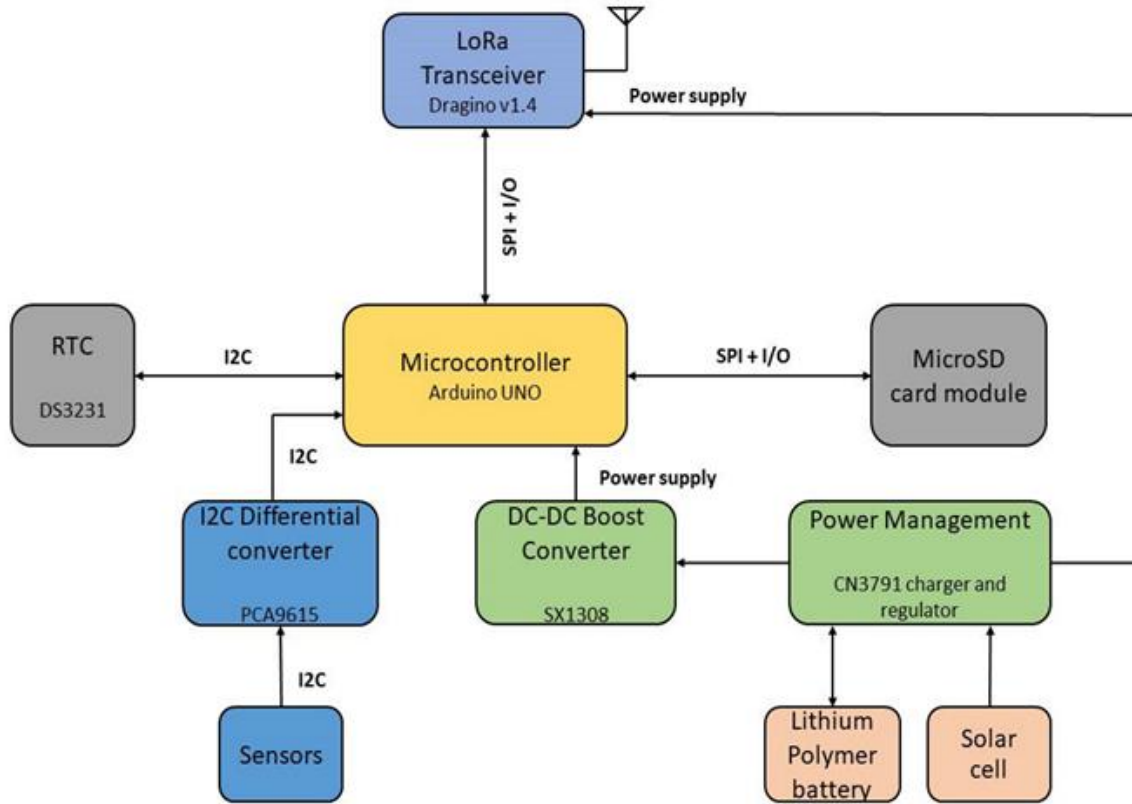 LoRa
Transceiver
Dragino v1.4
Power supply
SPI + I/O
RTC
DS3231
I2C
Microcontroller
Arduino UNO
SPI + I/O
MicroSD
card module
I2C
Power supply
I2C Differential
converter
PCA9615
DC-DC Boost
Converter
SX1308
Power Management
CN3791 charger and
regulator
I2C
Sensors
Lithium
Polymer
battery
Solar
cell